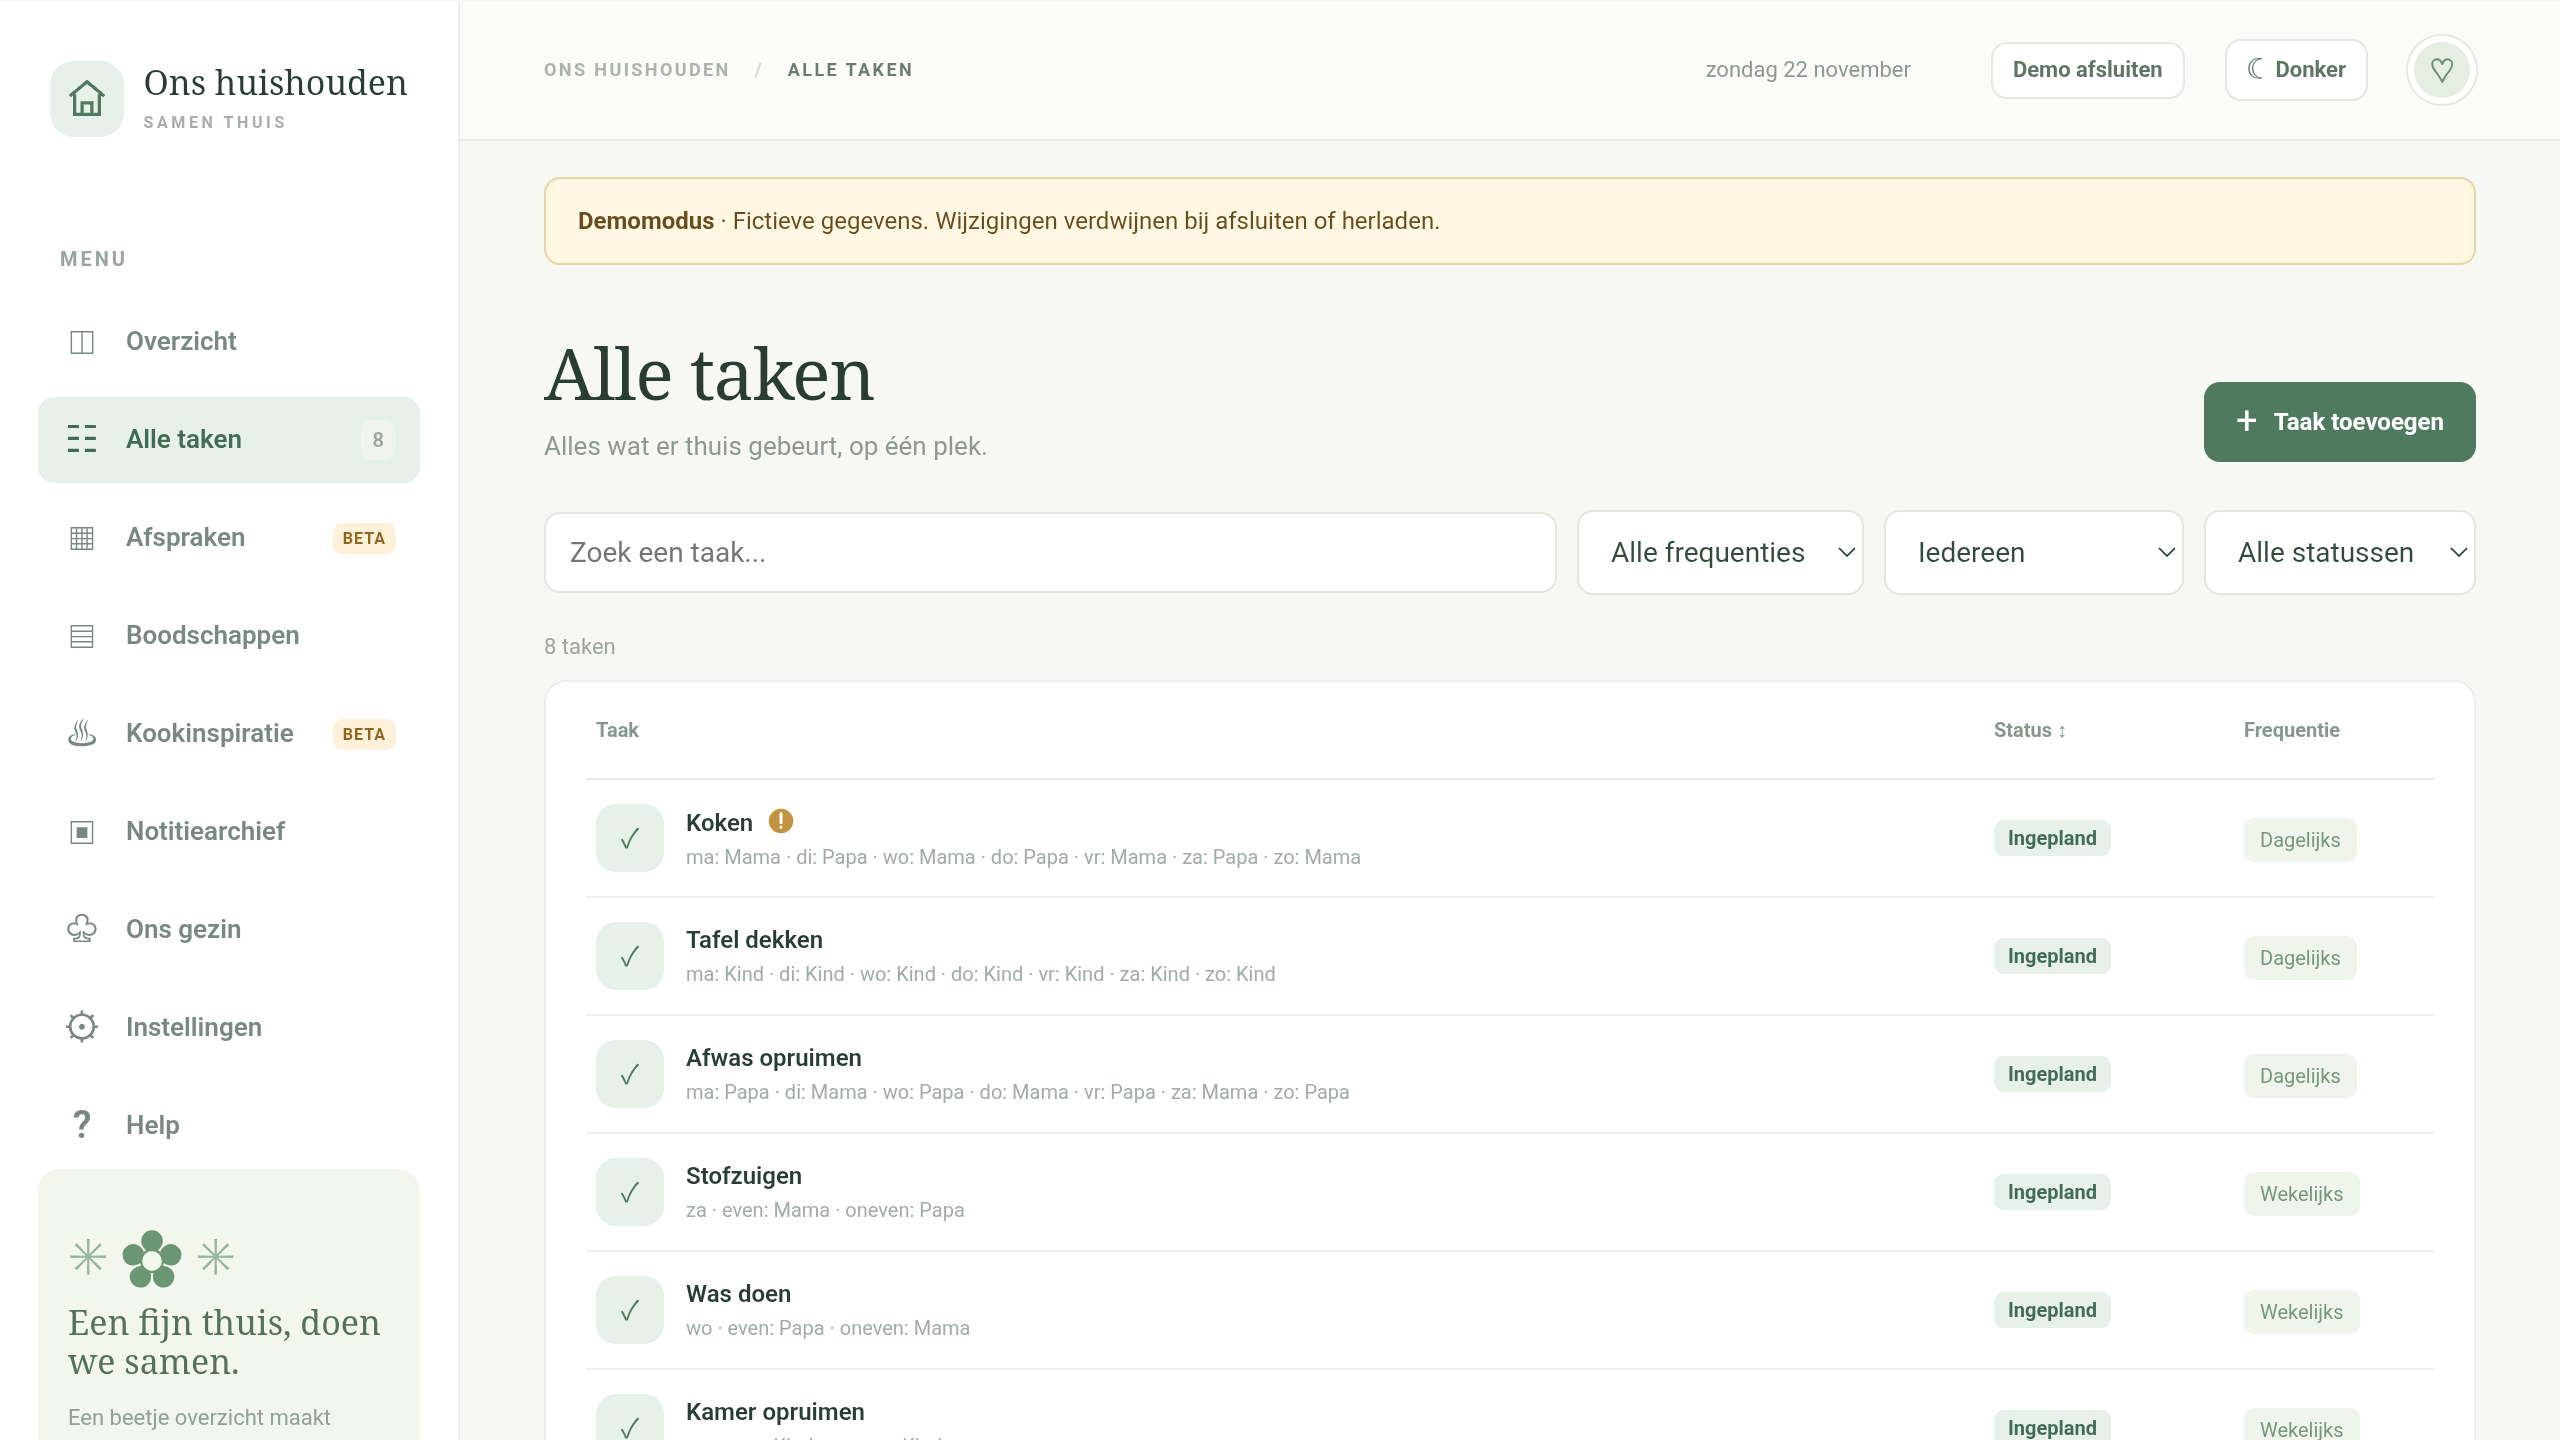 Ons huishouden
SAMEN THUIS
MENU
Overzicht
Alle taken 8
Afspraken BETA
Boodschappen
Kookinspiratie BETA
Notitiearchief
Ons gezin
Instellingen
? Help
Een fijn thuis, doen
we samen.
Een beetje overzicht maakt
ONS HUISHOUDEN / ALLE TAKEN
zondag 22 november
Demo afsluiten
☾ Donker
Demomodus · Fictieve gegevens. Wijzigingen verdwijnen bij afsluiten of herladen.
Alle taken
Alles wat er thuis gebeurt, op één plek.
+ Taak toevoegen
Zoek een taak...
Alle frequenties
Iedereen
Alle statussen
8 taken
Taak Status ↕ Frequentie
Koken
ma: Mama · di: Papa · wo: Mama · do: Papa · vr: Mama · za: Papa · zo: Mama
Ingepland Dagelijks
Tafel dekken
ma: Kind · di: Kind · wo: Kind · do: Kind · vr: Kind · za: Kind · zo: Kind
Ingepland Dagelijks
Afwas opruimen
ma: Papa · di: Mama · wo: Papa · do: Mama · vr: Papa · za: Mama · zo: Papa
Ingepland Dagelijks
Stofzuigen
za · even: Mama · oneven: Papa
Ingepland Wekelijks
Was doen
wo · even: Papa · oneven: Mama
Ingepland Wekelijks
Kamer opruimen
Ingepland Wekelijks